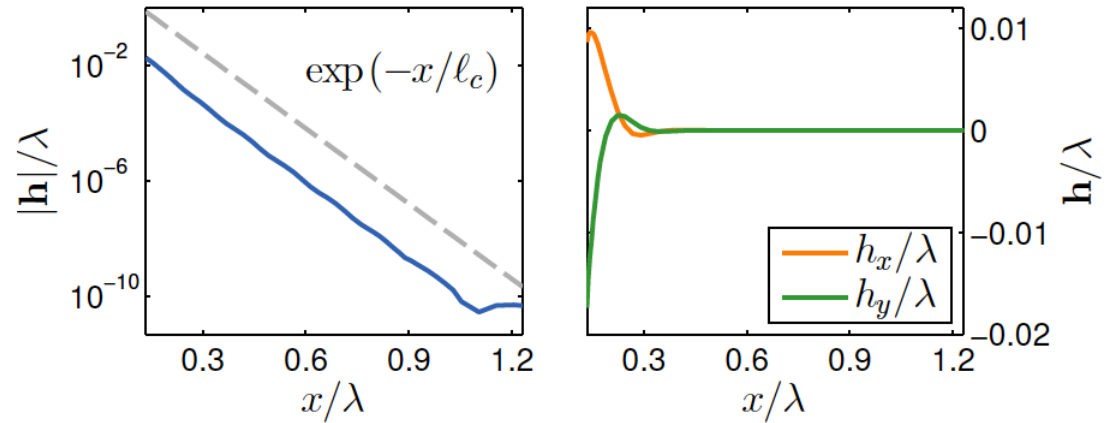 |h|/λ
10⁻²
10⁻⁶
10⁻¹⁰
exp (−x/ℓ_c)
0.3 0.6 0.9 1.2
x/λ
0.01
0
−0.01
−0.02
h/λ
h_x/λ
h_y/λ
0.3 0.6 0.9 1.2
x/λ